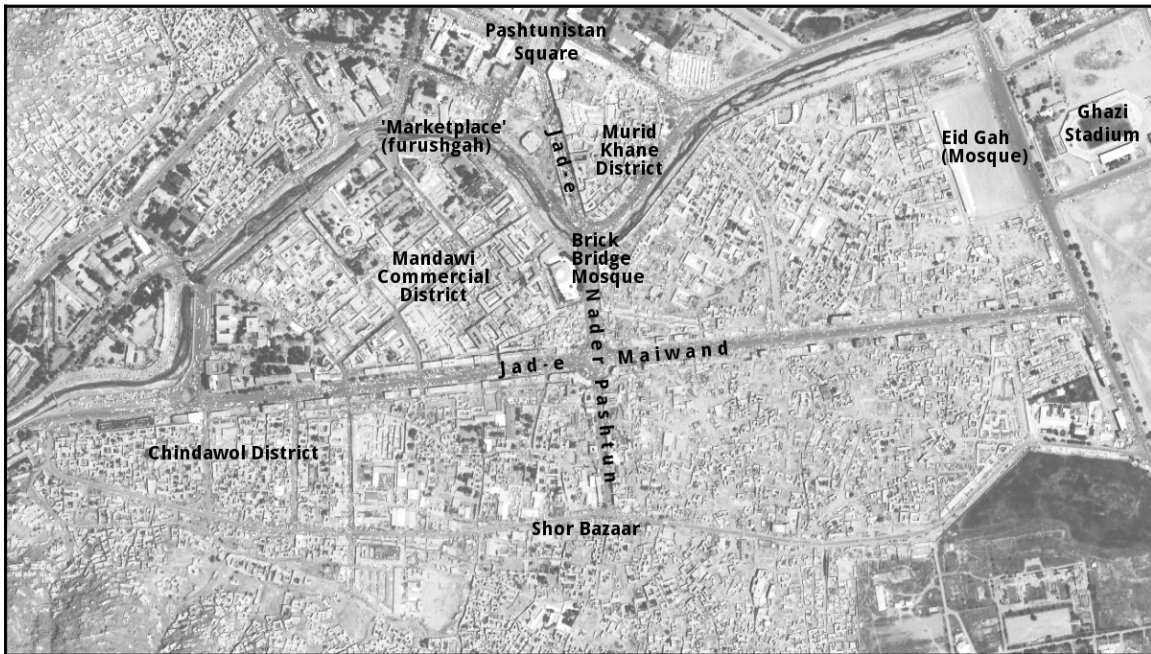 Pashtunistan
Square
'Marketplace'
(furushgah)
Jad-e
Murid
Khane
District
Eid Gah
(Mosque)
Ghazi
Stadium
Brick
Bridge
Mosque
Mandawi
Commercial
District
Nader Pashtun
Jad-e Maiwand
Chindawol District
Shor Bazaar